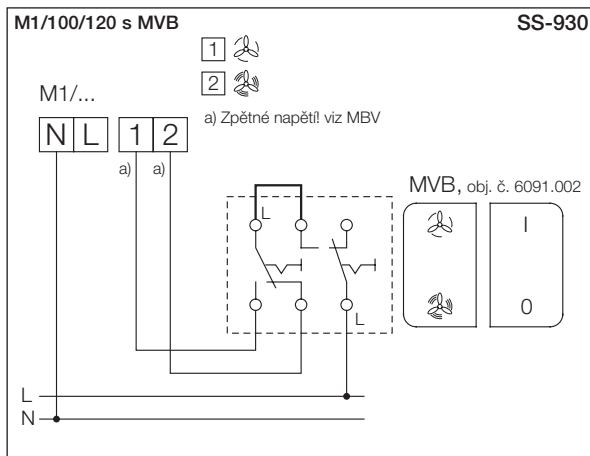 M1/100/120 s MVB
SS-930
1
2
a) Zpětné napětí! viz MBV
M1/...
N L 1 2
a) a)
MVB, obj. č. 6091.002
L
I
0
L
L
N